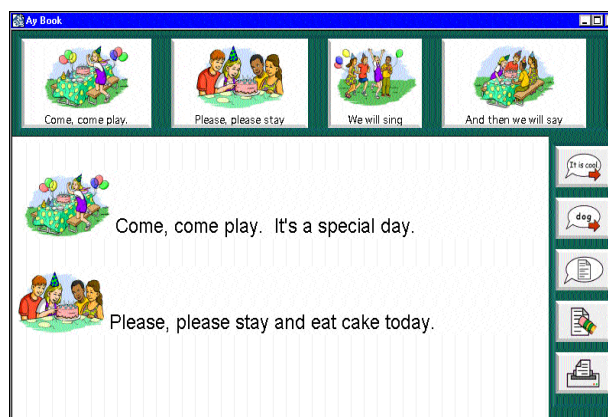 Ay Book
Come, come play.
Please, please stay
We will sing
And then we will say
It is cool
dog
Come, come play.  It's a special day.
Please, please stay and eat cake today.